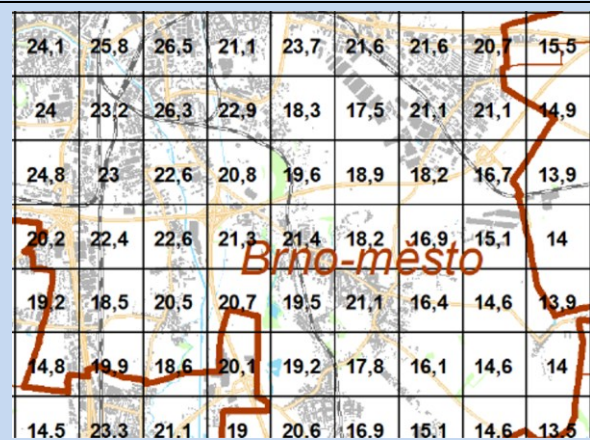 24,1 25,8 26,5 21,1 23,7 21,6 21,6 20,7 15,5
24 23,2 26,3 22,9 18,3 17,5 21,1 21,1 14,9
24,8 23 22,6 20,8 19,6 18,9 18,2 16,7 13,9
20,2 22,4 22,6 21,3 21,4 18,2 16,9 15,1 14
Brno-město
19,2 18,5 20,5 20,7 19,5 21,1 16,4 14,6 13,9
14,8 19,9 18,6 20,1 19,2 17,8 16,1 14,6 14
14,5 23,3 21,1 19 20,6 16,9 15,1 14,6 13,5